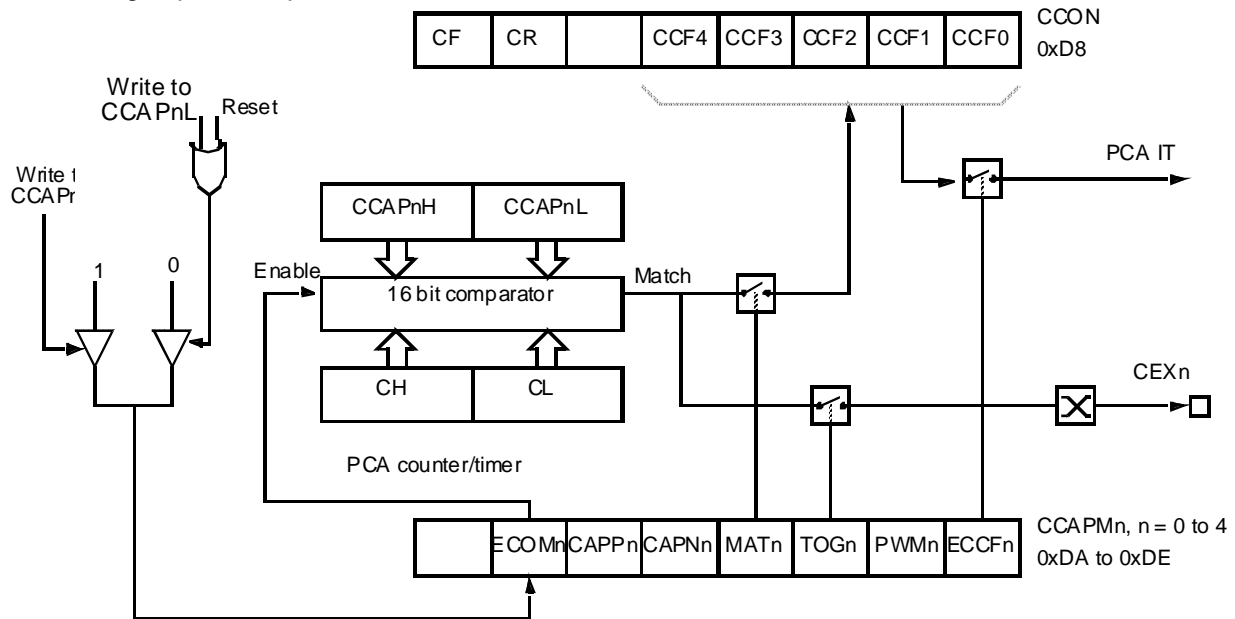 CF CR CCF4 CCF3 CCF2 CCF1 CCF0
CCON
0xD8
Write to
CCAPnL
Reset
Write t
CCAPn
1
0
Enable
CCAPnH CCAPnL
16 bit comparator
Match
CH CL
PCA counter/timer
PCA IT
CEXn
ECOMn CAPPn CAPNn MATn TOGn PWMn ECCFn
CCAPMn, n = 0 to 4
0xDA to 0xDE